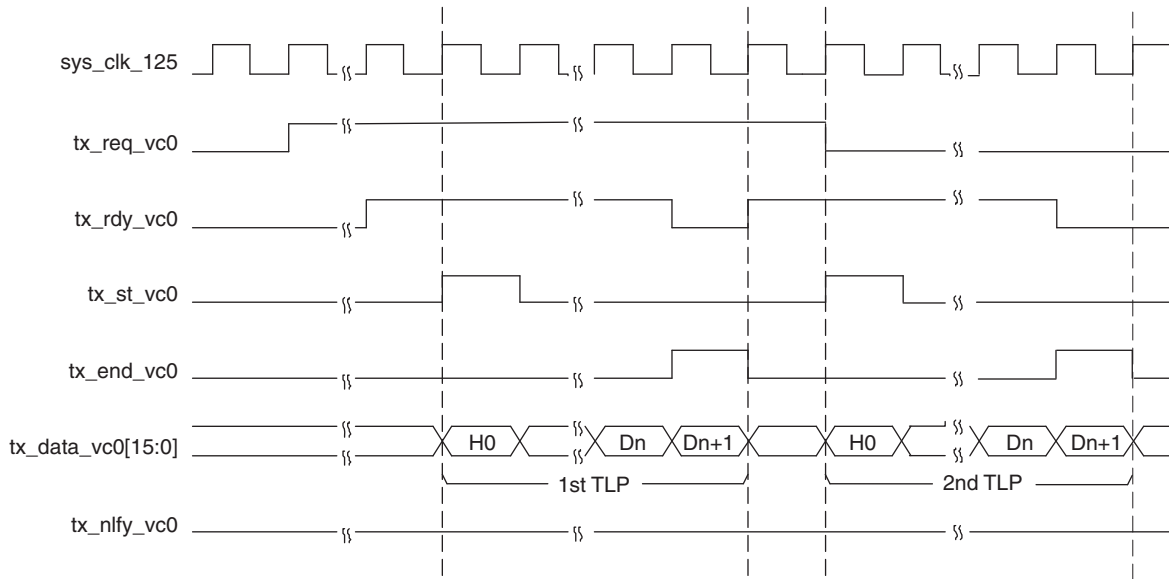 sys_clk_125
tx_req_vc0
tx_rdy_vc0
tx_st_vc0
tx_end_vc0
tx_data_vc0[15:0] H0 Dn Dn+1 H0 Dn Dn+1
1st TLP 2nd TLP
tx_nlfy_vc0